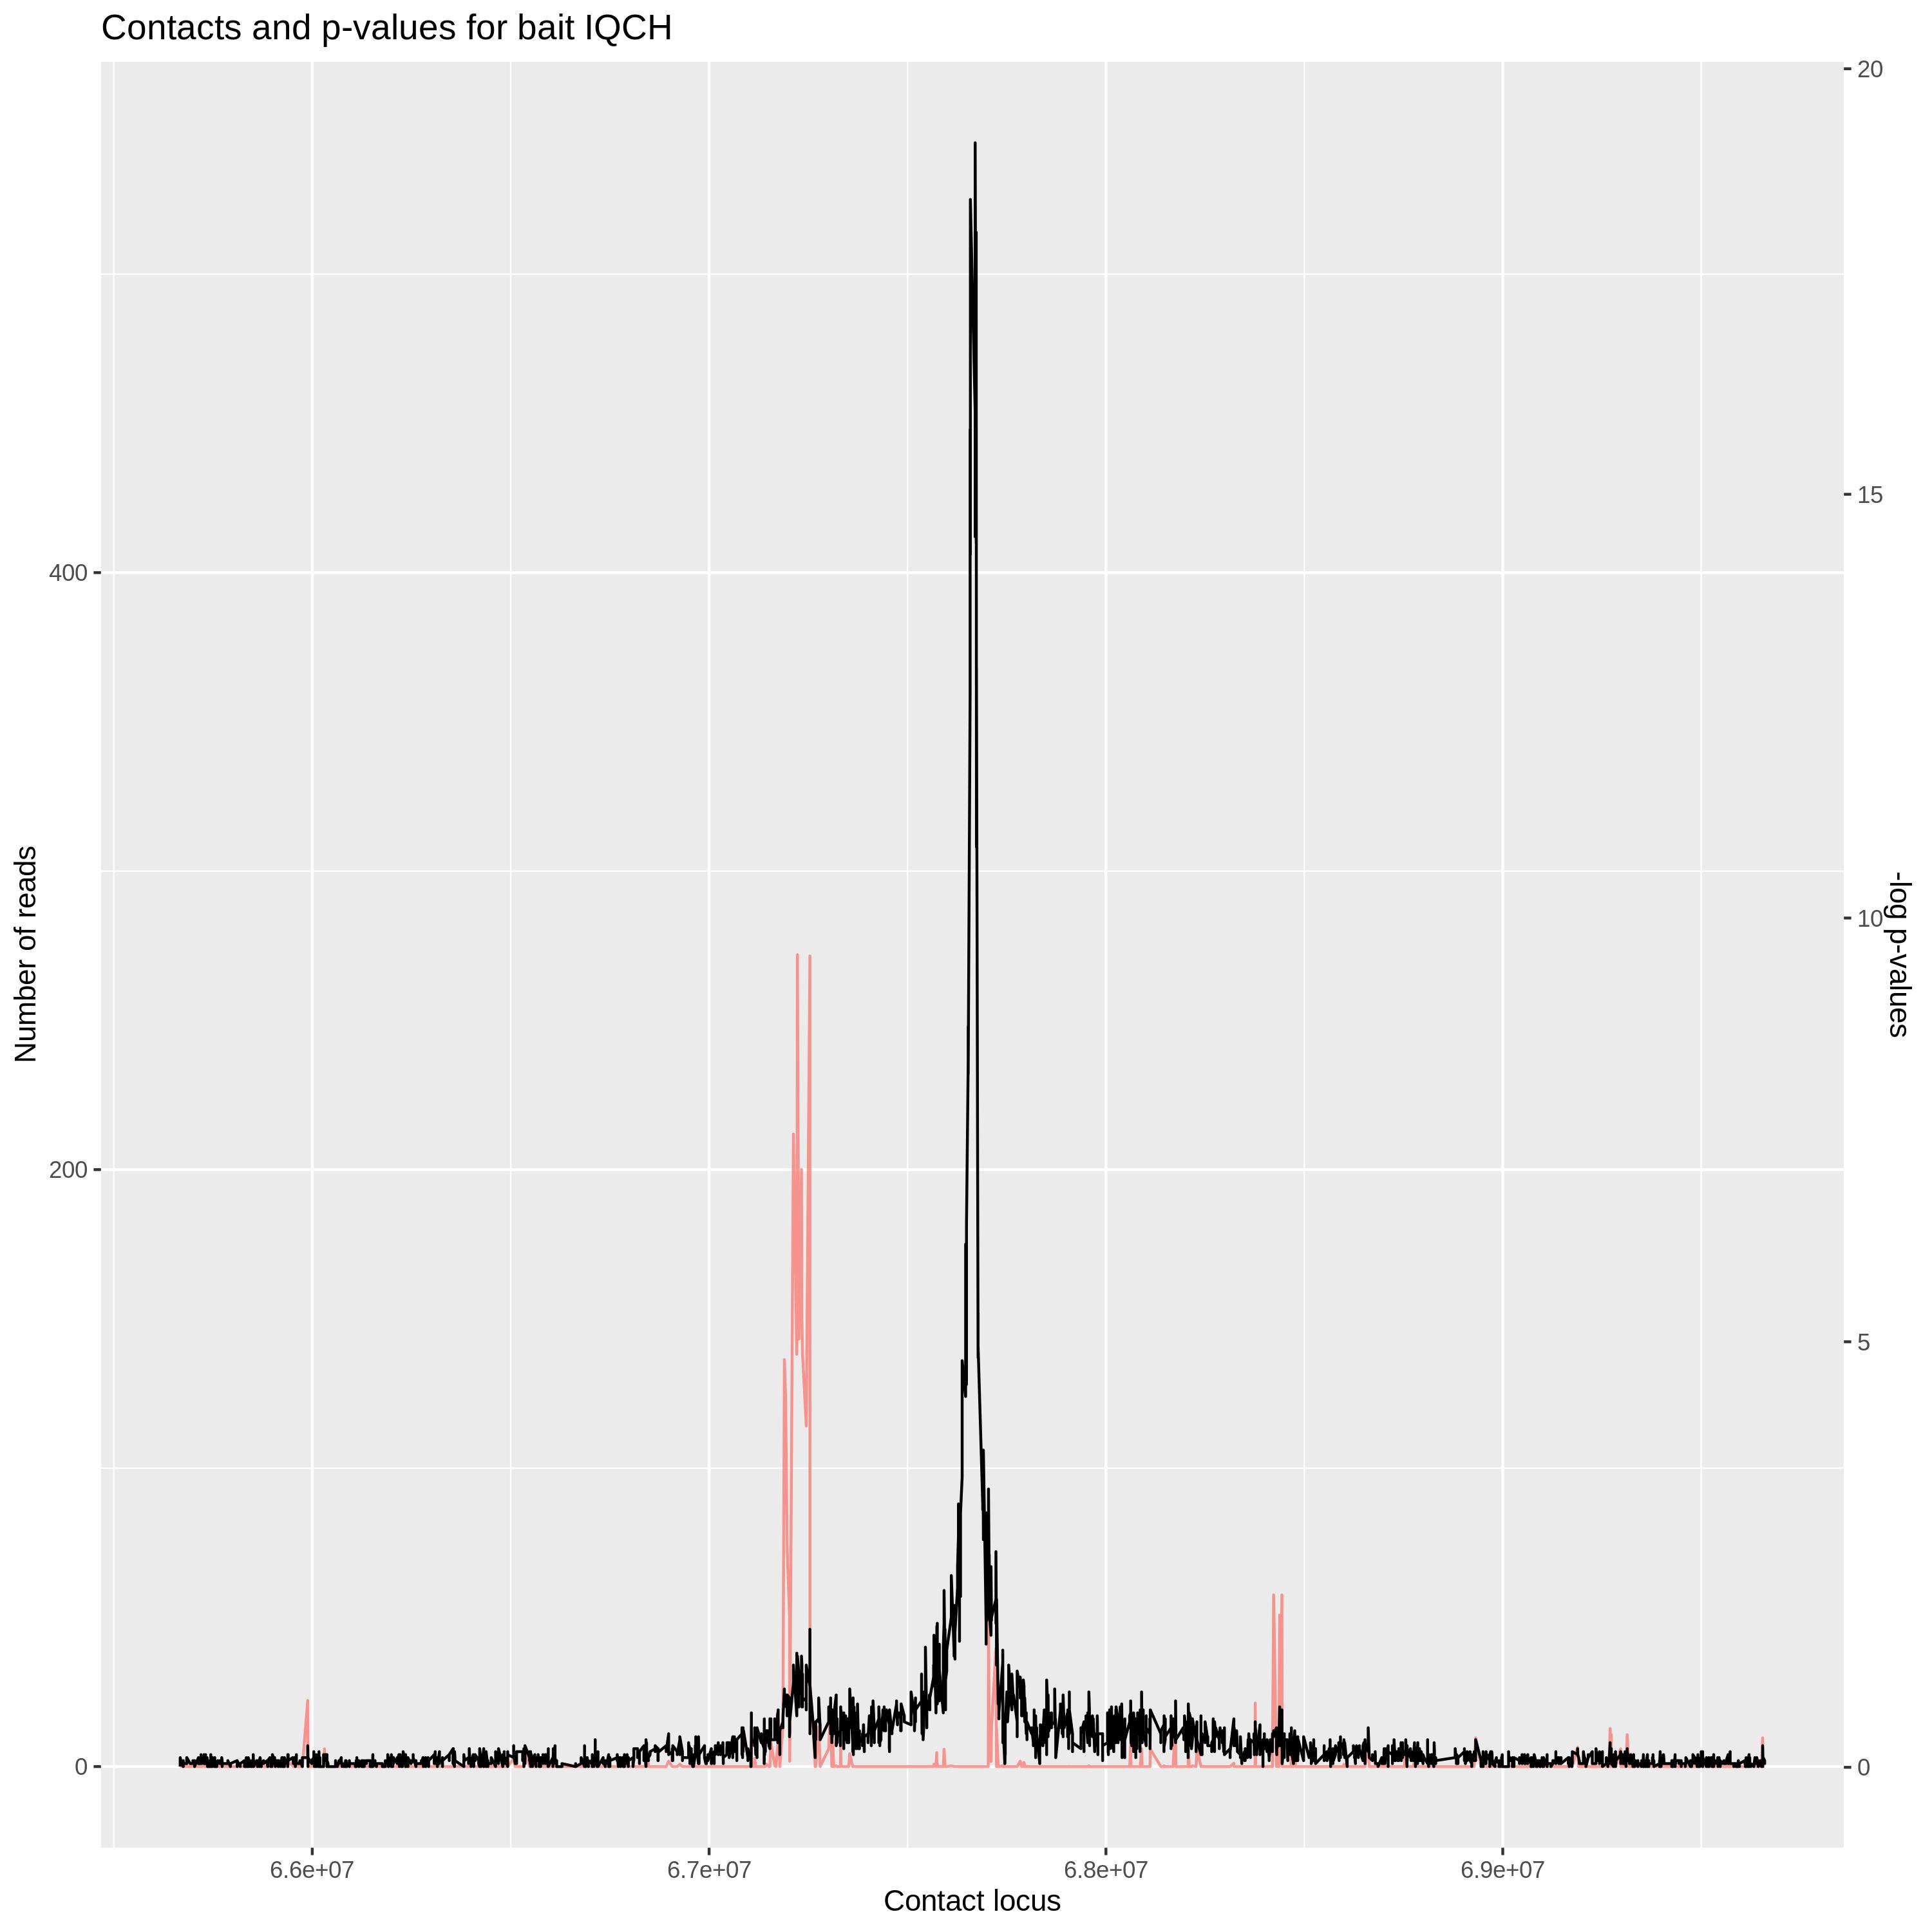 Contacts and p-values for bait IQCH
20
15
400
10
Number of reads
-log p-values
200
5
0
0
6.6e+07
6.7e+07
6.8e+07
6.9e+07
Contact locus